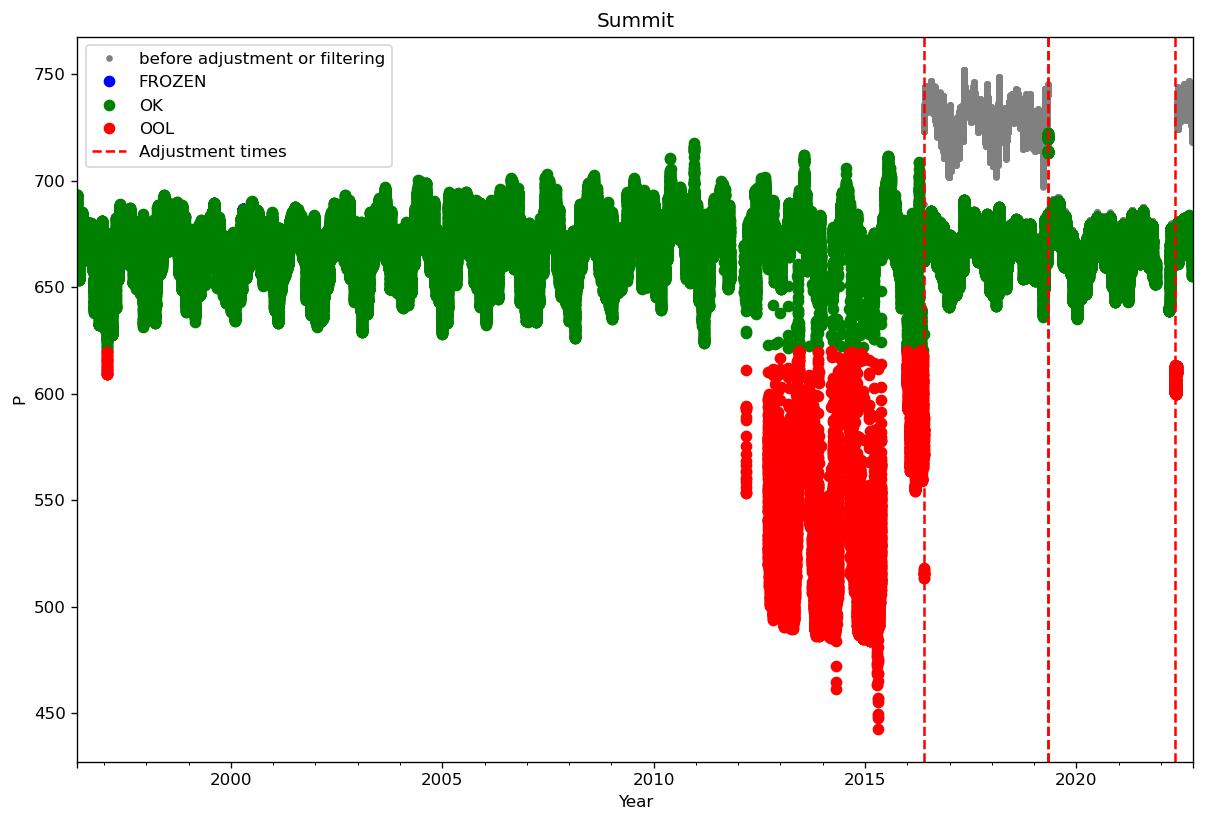 Summit
before adjustment or filtering
FROZEN
OK
OOL
Adjustment times
P
750
700
650
600
550
500
450
2000 2005 2010 2015 2020
Year